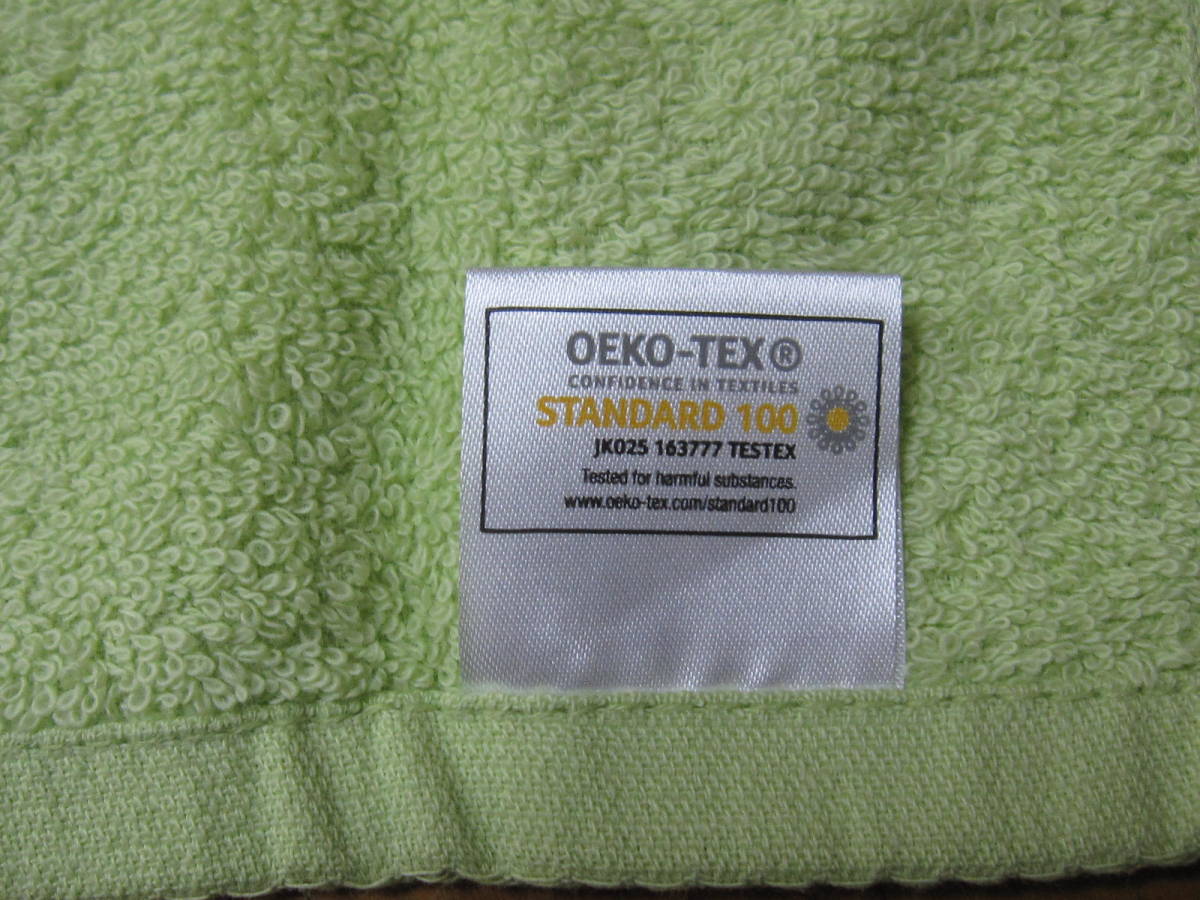 OEKO-TEX®
CONFIDENCE IN TEXTILES
STANDARD 100
JK025 163777 TESTEX
Tested for harmful substances.
www.oeko-tex.com/standard100